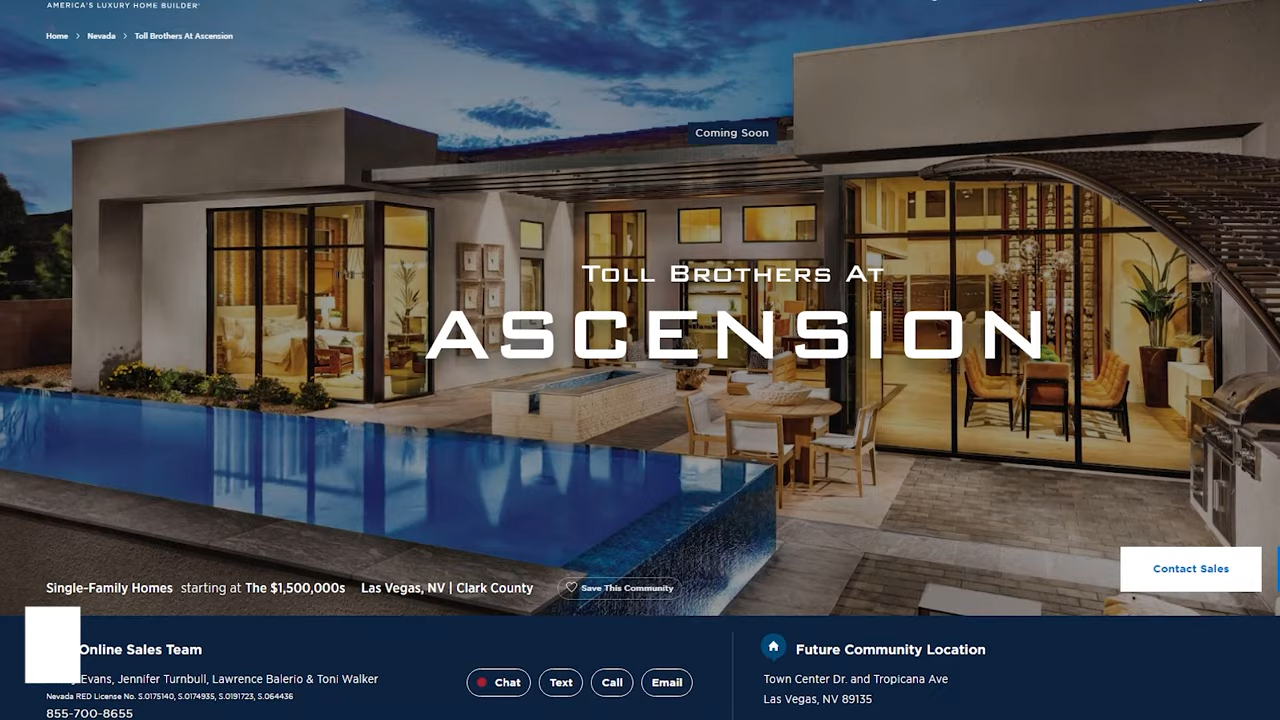 AMERICA'S LUXURY HOME BUILDER®
Home > Nevada > Toll Brothers At Ascension
Coming Soon
TOLL BROTHERS AT
ASCENSION
Single-Family Homes starting at The $1,500,000s Las Vegas, NV | Clark County Save This Community
Contact Sales
Online Sales Team
Evans, Jennifer Turnbull, Lawrence Balerio & Toni Walker
Nevada RED License No. S.0175140, S.0174935, S.0191723, S.064436
855-700-8655
Chat Text Call Email
Future Community Location
Town Center Dr. and Tropicana Ave
Las Vegas, NV 89135